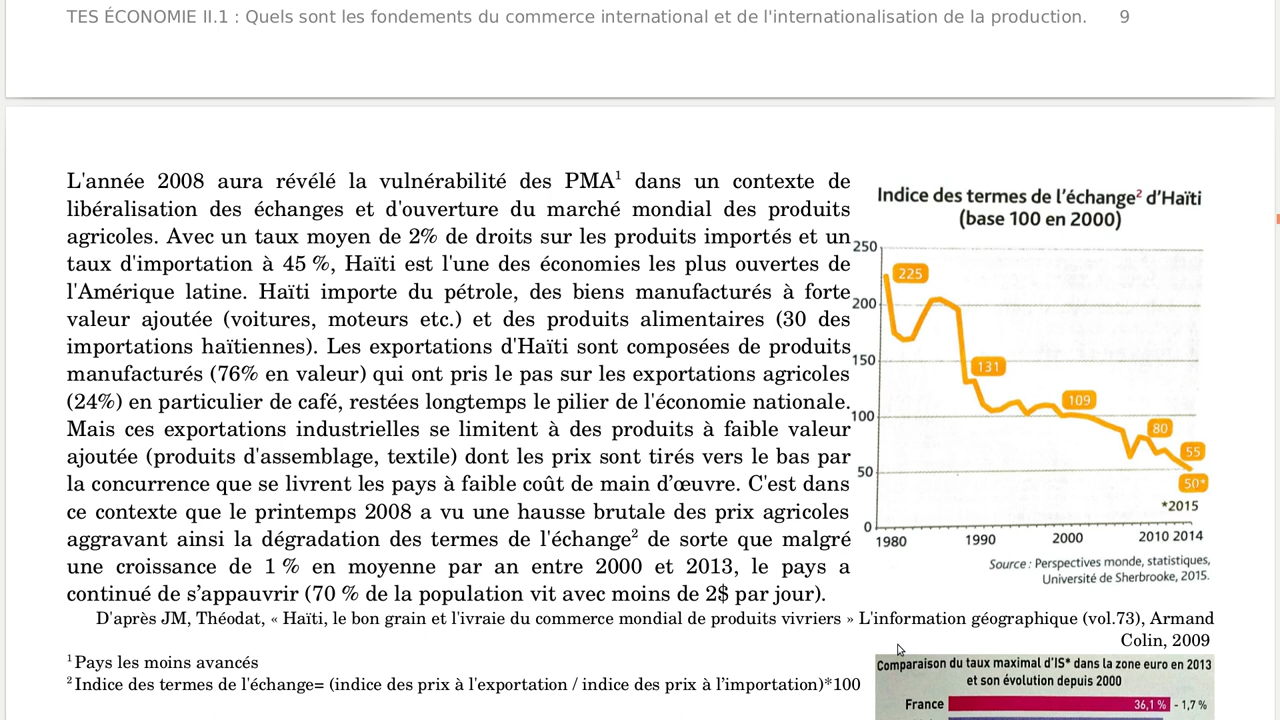 TES ÉCONOMIE II.1 : Quels sont les fondements du commerce international et de l'internationalisation de la production. 9
L'année 2008 aura révélé la vulnérabilité des PMA¹ dans un contexte de
libéralisation des échanges et d'ouverture du marché mondial des produits
agricoles. Avec un taux moyen de 2% de droits sur les produits importés et un
taux d'importation à 45 %, Haïti est l'une des économies les plus ouvertes de
l'Amérique latine. Haïti importe du pétrole, des biens manufacturés à forte
valeur ajoutée (voitures, moteurs etc.) et des produits alimentaires (30 des
importations haïtiennes). Les exportations d'Haïti sont composées de produits
manufacturés (76% en valeur) qui ont pris le pas sur les exportations agricoles
(24%) en particulier de café, restées longtemps le pilier de l'économie nationale.
Mais ces exportations industrielles se limitent à des produits à faible valeur
ajoutée (produits d'assemblage, textile) dont les prix sont tirés vers le bas par
la concurrence que se livrent les pays à faible coût de main d’œuvre. C'est dans
ce contexte que le printemps 2008 a vu une hausse brutale des prix agricoles
aggravant ainsi la dégradation des termes de l'échange² de sorte que malgré
une croissance de 1 % en moyenne par an entre 2000 et 2013, le pays a
continué de s’appauvrir (70 % de la population vit avec moins de 2$ par jour).
Indice des termes de l’échange² d’Haïti
(base 100 en 2000)
250
225
200
150
131
109
100
80
55
50
50*
*2015
0
1980 1990 2000 2010 2014
Source : Perspectives monde, statistiques,
Université de Sherbrooke, 2015.
D'après JM, Théodat, « Haïti, le bon grain et l'ivraie du commerce mondial de produits vivriers » L'information géographique (vol.73), Armand
Colin, 2009
¹ Pays les moins avancés
² Indice des termes de l'échange= (indice des prix à l'exportation / indice des prix à l’importation)*100
Comparaison du taux maximal d'IS* dans la zone euro en 2013
et son évolution depuis 2000
France 36,1 % - 1,7 %